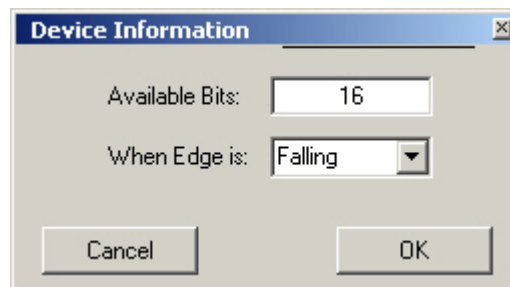 Device Information
Available Bits: 16
When Edge is: Falling
Cancel OK